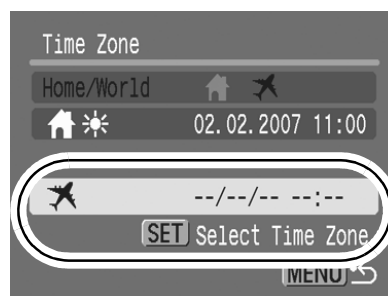 Time Zone
Home/World
02.02.2007 11:00
--/--/-- --:--
SET Select Time Zone
MENU